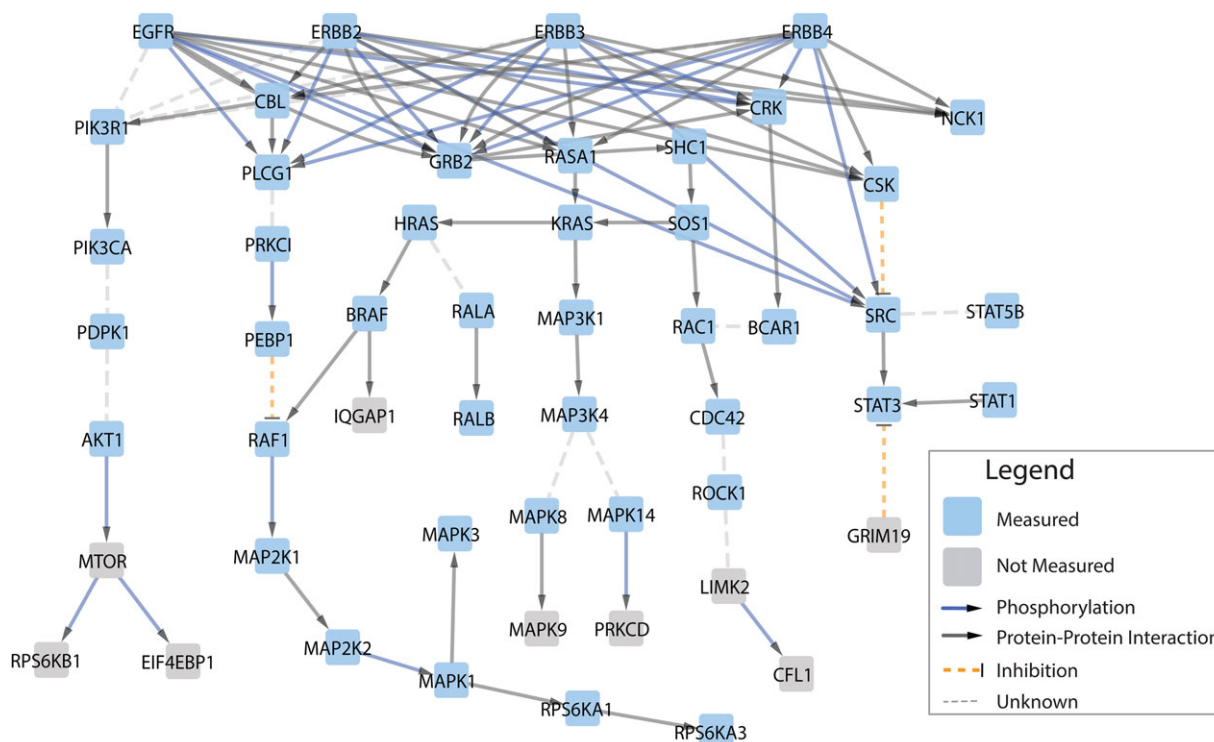 EGFR ERBB2 ERBB3 ERBB4
CBL CRK NCK1
PIK3R1
PLCG1 GRB2 RASA1 SHC1 CSK
PIK3CA PRKCI HRAS KRAS SOS1
PDPK1 PEBP1 BRAF RALA MAP3K1 RAC1 BCAR1 SRC STAT5B
AKT1 RAF1 IQGAP1 RALB MAP3K4 CDC42 STAT3 STAT1
MTOR MAP2K1 MAPK3 MAPK8 MAPK14 ROCK1 GRIM19
LIMK2
RPS6KB1 EIF4EBP1 MAP2K2 MAPK1 MAPK9 PRKCD CFL1
RPS6KA1 RPS6KA3
Legend
Measured
Not Measured
Phosphorylation
Protein-Protein Interaction
Inhibition
Unknown